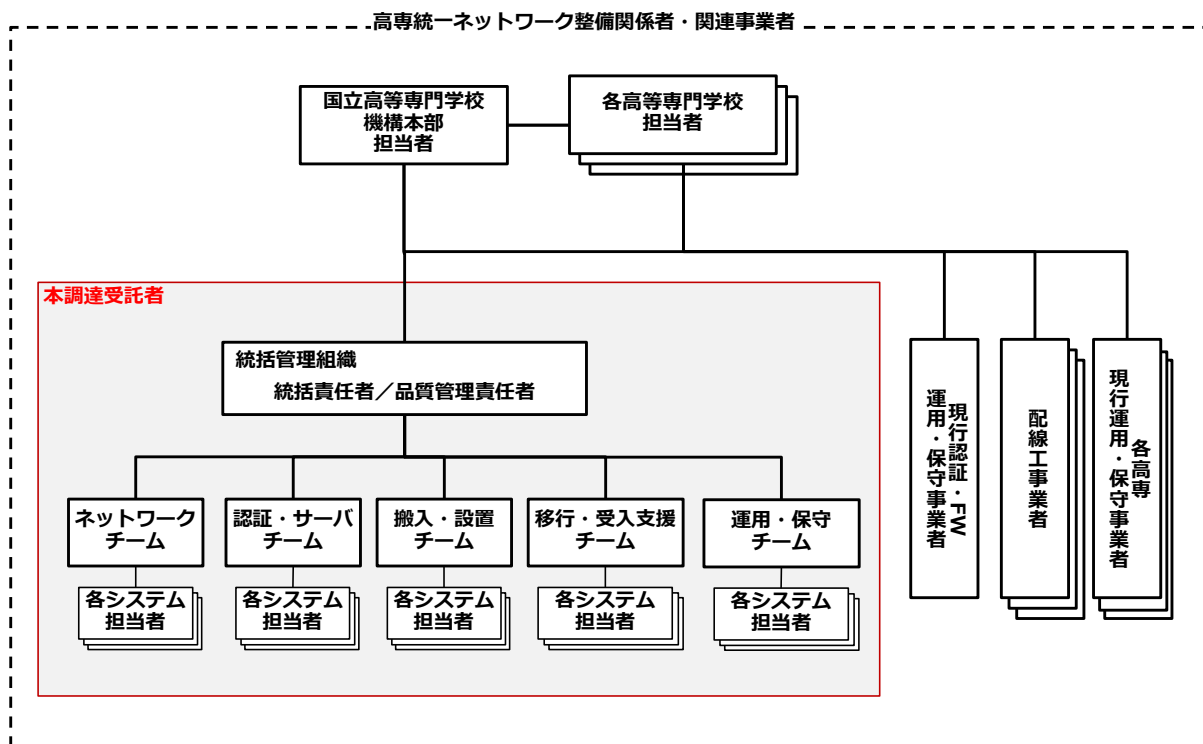 高専統一ネットワーク整備関係者・関連事業者
国立高等専門学校
機構本部
担当者
各高等専門学校
担当者
本調達受託者
統括管理組織
統括責任者／品質管理責任者
ネットワーク
チーム
認証・サーバ
チーム
搬入・設置
チーム
移行・受入支援
チーム
運用・保守
チーム
各システム
担当者
各システム
担当者
各システム
担当者
各システム
担当者
各システム
担当者
現行認証・FW
運用・保守事業者
配線工事業者
各高専
現行運用・保守事業者